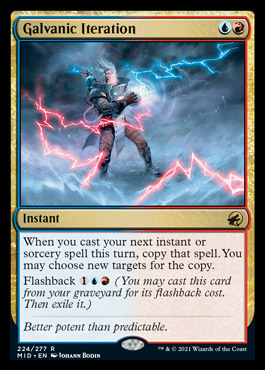 Galvanic Iteration
Instant
When you cast your next instant or
sorcery spell this turn, copy that spell. You
may choose new targets for the copy.
Flashback 1 (You may cast this card
from your graveyard for its flashback cost.
Then exile it.)
Better potent than predictable.
224/277 R
MID • EN Johann Bodin
™ & © 2021 Wizards of the Coast